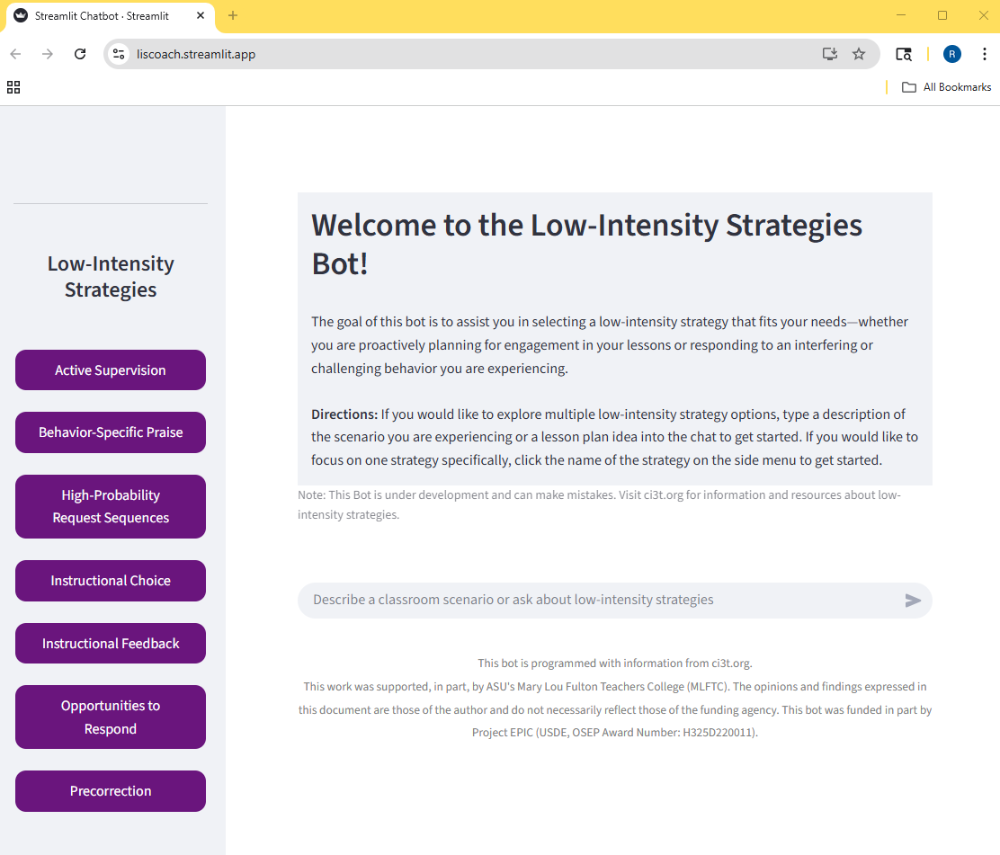 Streamlit Chatbot · Streamlit
liscoach.streamlit.app
R
All Bookmarks
Low-Intensity
Strategies
Active Supervision
Behavior-Specific Praise
High-Probability
Request Sequences
Instructional Choice
Instructional Feedback
Opportunities to
Respond
Precorrection
Welcome to the Low-Intensity Strategies
Bot!
The goal of this bot is to assist you in selecting a low-intensity strategy that fits your needs—whether
you are proactively planning for engagement in your lessons or responding to an interfering or
challenging behavior you are experiencing.
Directions: If you would like to explore multiple low-intensity strategy options, type a description of
the scenario you are experiencing or a lesson plan idea into the chat to get started. If you would like to
focus on one strategy specifically, click the name of the strategy on the side menu to get started.
Note: This Bot is under development and can make mistakes. Visit ci3t.org for information and resources about low-
intensity strategies.
Describe a classroom scenario or ask about low-intensity strategies
This bot is programmed with information from ci3t.org.
This work was supported, in part, by ASU's Mary Lou Fulton Teachers College (MLFTC). The opinions and findings expressed in
this document are those of the author and do not necessarily reflect those of the funding agency. This bot was funded in part by
Project EPIC (USDE, OSEP Award Number: H325D220011).